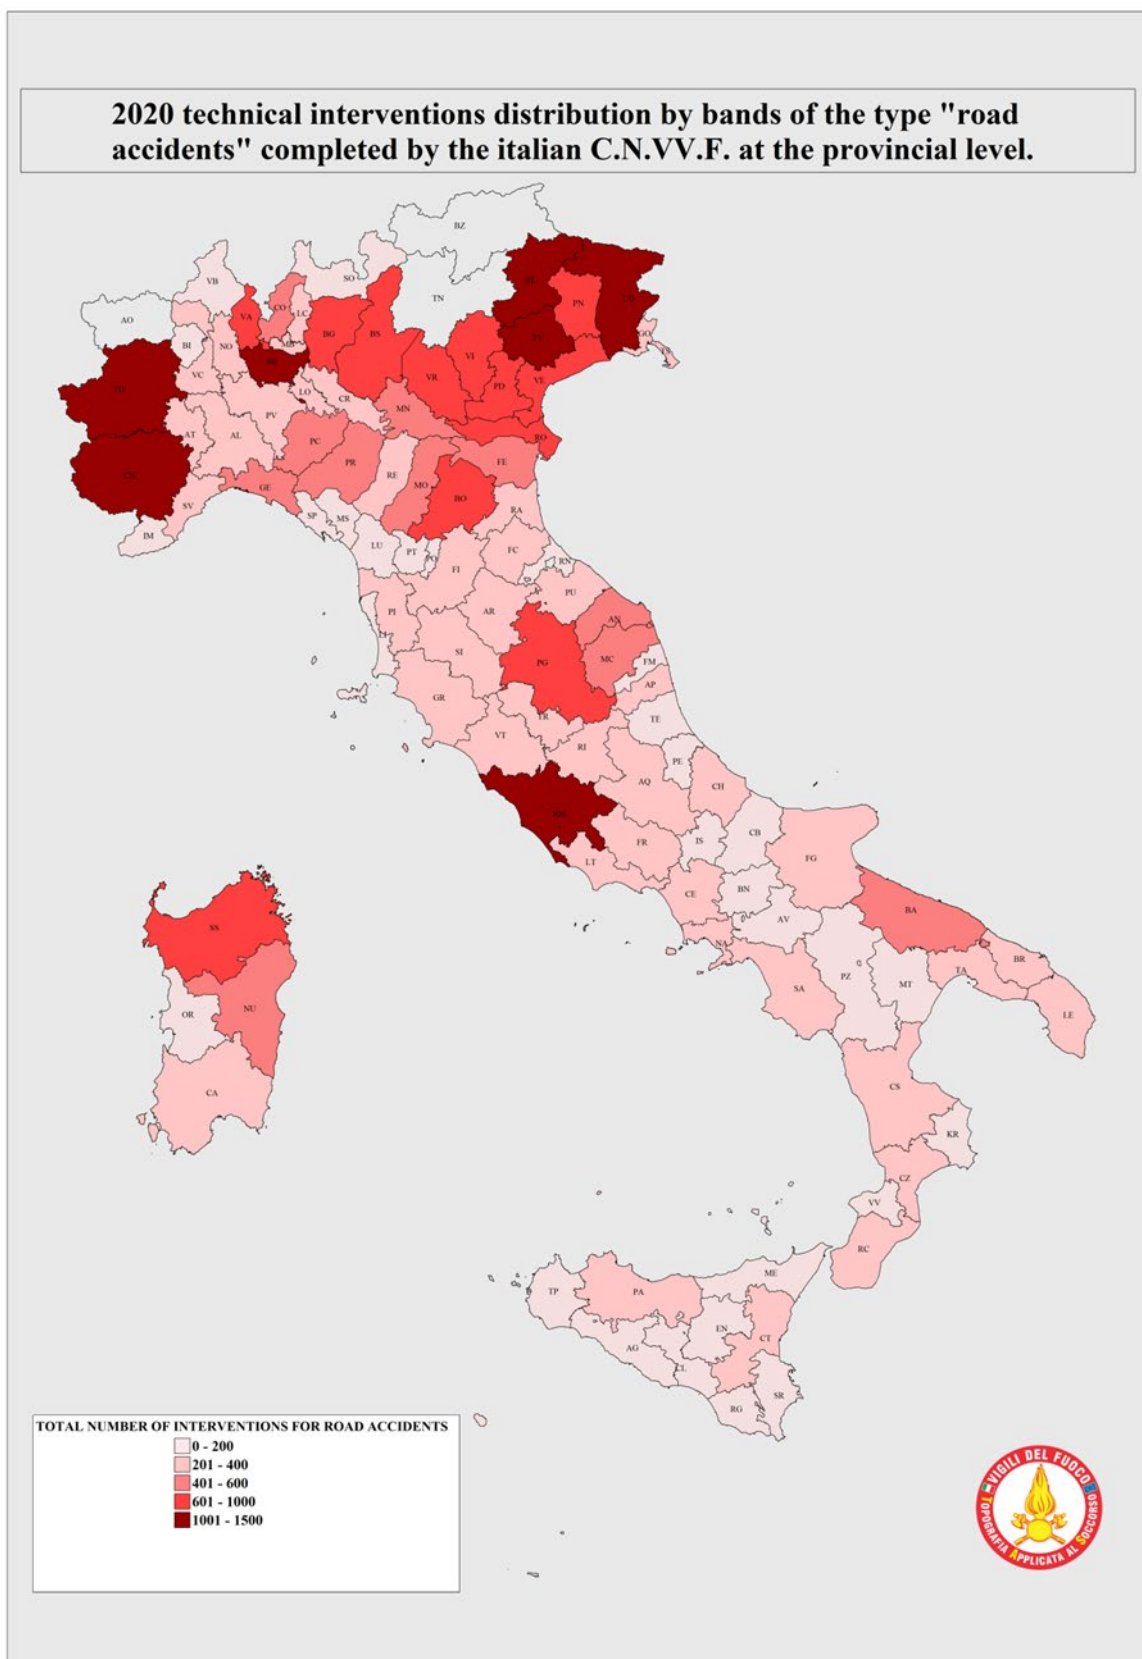 2020 technical interventions distribution by bands of the type "road
accidents" completed by the italian C.N.VV.F. at the provincial level.
BZ
VB
SO
TN
AO
VA
CO
LC
BG
BS
PN
UD
GO
BI
NO
MB
MI
VI
TV
VC
VR
PD
VE
TO
LO
CR
PV
MN
AT
AL
PC
RO
CN
PR
RE
MO
FE
GE
BO
SV
RA
SP
MS
IM
LU
PT
PO
FC
RN
FI
PU
PI
AR
AN
LI
SI
PG
MC
FM
GR
AP
TR
TE
VT
RI
PE
AQ
CH
RM
IS
CB
FR
LT
FG
CE
BN
BA
AV
NA
SS
BR
TA
PZ
MT
SA
NU
OR
LE
CS
CA
KR
CZ
VV
RC
ME
TP
PA
EN
CT
AG
CL
SR
RG
TOTAL NUMBER OF INTERVENTIONS FOR ROAD ACCIDENTS
0 - 200
201 - 400
401 - 600
601 - 1000
1001 - 1500
VIGILI DEL FUOCO
TOPOGRAFIA APPLICATA AL SOCCORSO